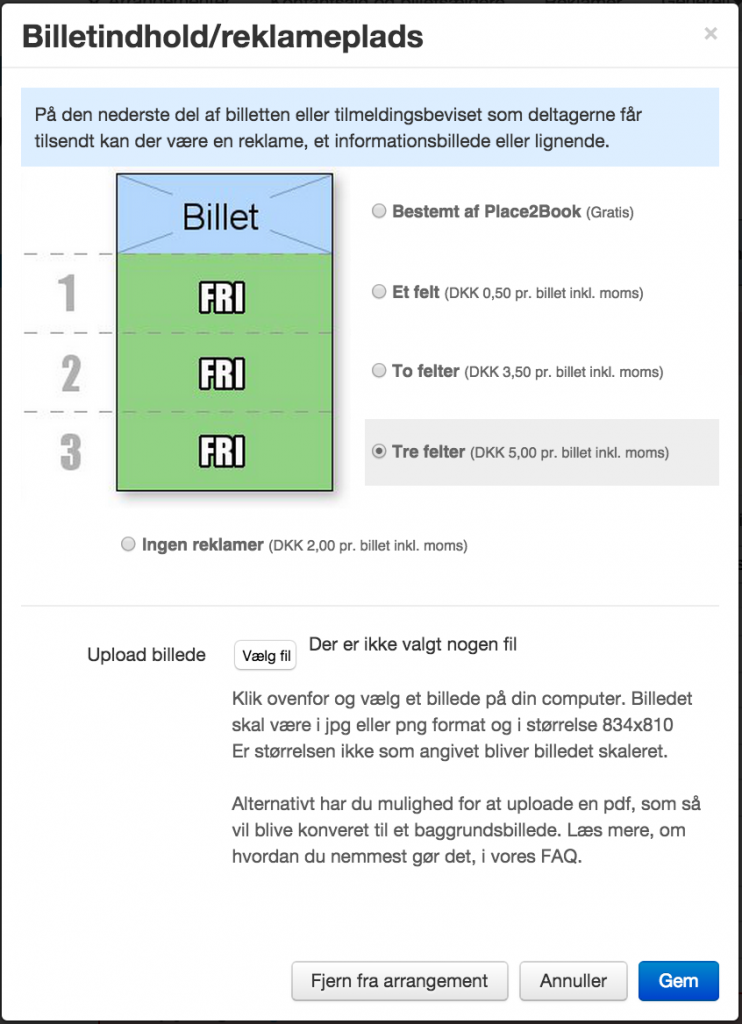 Billetindhold/reklameplads
×
På den nederste del af billetten eller tilmeldingsbeviset som deltagerne får
tilsendt kan der være en reklame, et informationsbillede eller lignende.
Billet
Bestemt af Place2Book (Gratis)
1
FRI
Et felt (DKK 0,50 pr. billet inkl. moms)
2
FRI
To felter (DKK 3,50 pr. billet inkl. moms)
3
FRI
Tre felter (DKK 5,00 pr. billet inkl. moms)
Ingen reklamer (DKK 2,00 pr. billet inkl. moms)
Upload billede
Vælg fil
Der er ikke valgt nogen fil
Klik ovenfor og vælg et billede på din computer. Billedet
skal være i jpg eller png format og i størrelse 834x810
Er størrelsen ikke som angivet bliver billedet skaleret.
Alternativt har du mulighed for at uploade en pdf, som så
vil blive konveret til et baggrundsbillede. Læs mere, om
hvordan du nemmest gør det, i vores FAQ.
Fjern fra arrangement
Annuller
Gem